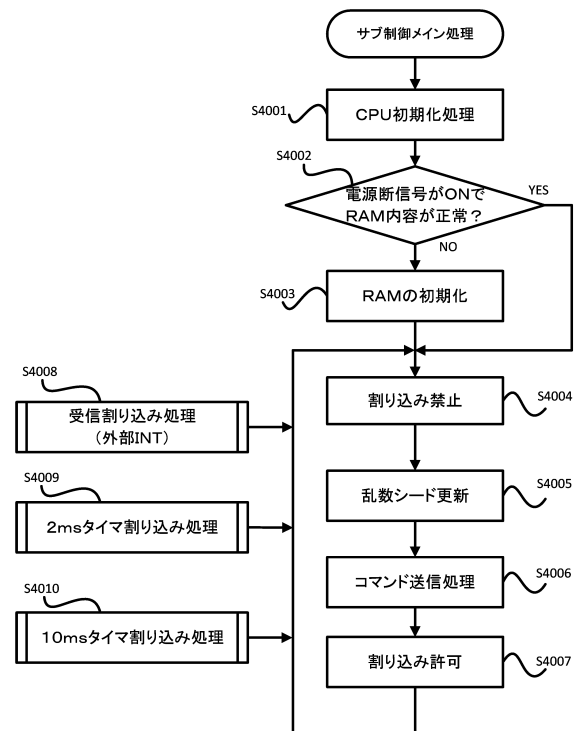 サブ制御メイン処理
S4001
CPU初期化処理
S4002
電源断信号がONで
RAM内容が正常?
YES
NO
S4003
RAMの初期化
S4008
受信割り込み処理
(外部INT)
割り込み禁止
S4004
S4009
2msタイマ割り込み処理
乱数シード更新
S4005
コマンド送信処理
S4006
S4010
10msタイマ割り込み処理
割り込み許可
S4007